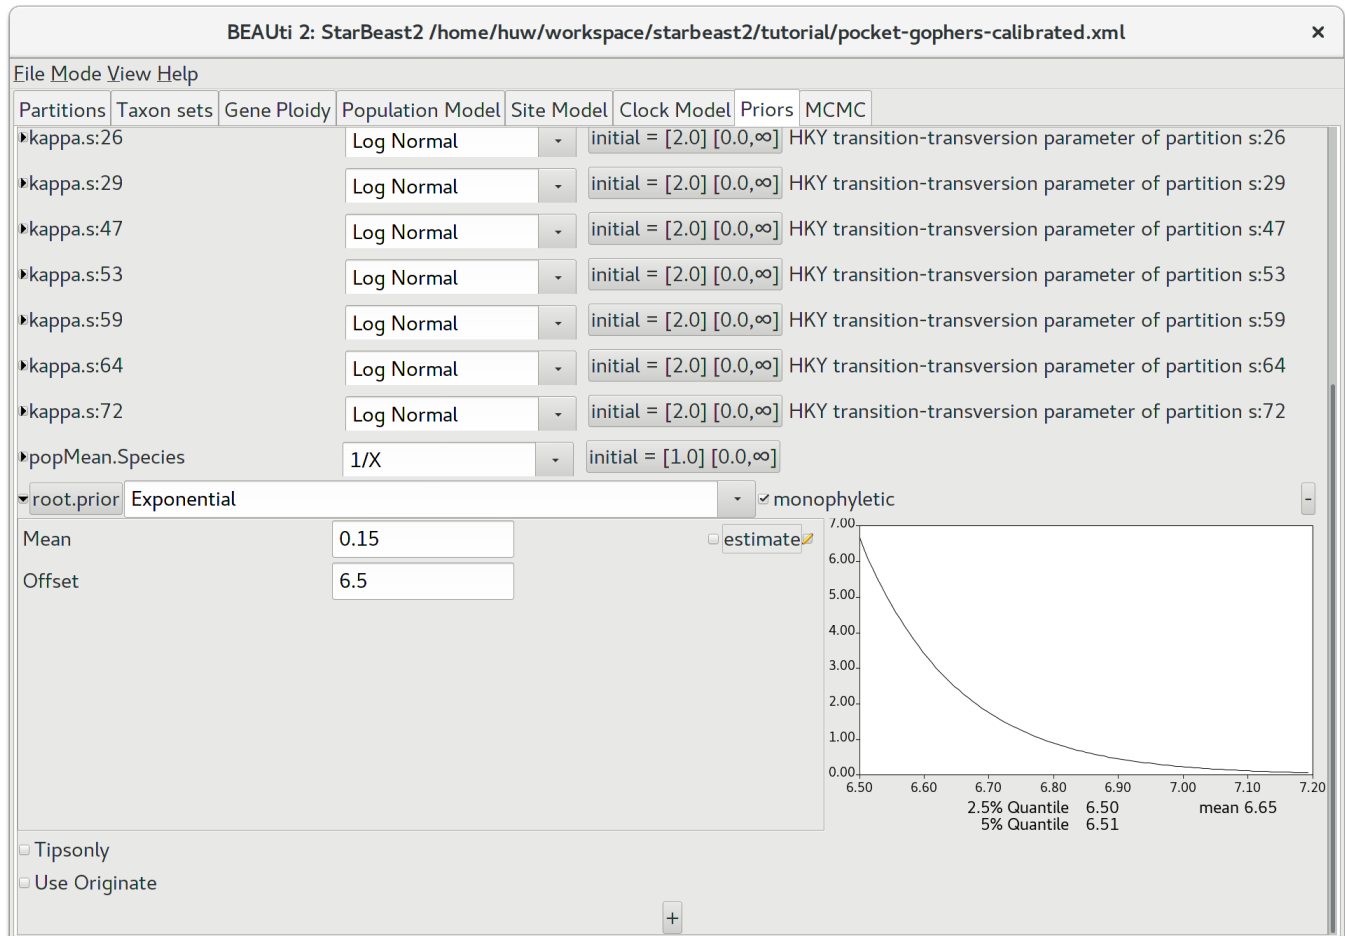 BEAUti 2: StarBeast2 /home/huw/workspace/starbeast2/tutorial/pocket-gophers-calibrated.xml ×
File Mode View Help
Partitions Taxon sets Gene Ploidy Population Model Site Model Clock Model Priors MCMC
kappa.s:26 Log Normal initial = [2.0] [0.0,∞] HKY transition-transversion parameter of partition s:26
kappa.s:29 Log Normal initial = [2.0] [0.0,∞] HKY transition-transversion parameter of partition s:29
kappa.s:47 Log Normal initial = [2.0] [0.0,∞] HKY transition-transversion parameter of partition s:47
kappa.s:53 Log Normal initial = [2.0] [0.0,∞] HKY transition-transversion parameter of partition s:53
kappa.s:59 Log Normal initial = [2.0] [0.0,∞] HKY transition-transversion parameter of partition s:59
kappa.s:64 Log Normal initial = [2.0] [0.0,∞] HKY transition-transversion parameter of partition s:64
kappa.s:72 Log Normal initial = [2.0] [0.0,∞] HKY transition-transversion parameter of partition s:72
popMean.Species 1/X initial = [1.0] [0.0,∞]
root.prior Exponential monophyletic -
Mean 0.15 estimate
Offset 6.5
7.00
6.00
5.00
4.00
3.00
2.00
1.00
0.00
6.50 6.60 6.70 6.80 6.90 7.00 7.10 7.20
2.5% Quantile 6.50 mean 6.65
5% Quantile 6.51
Tipsonly
Use Originate
+